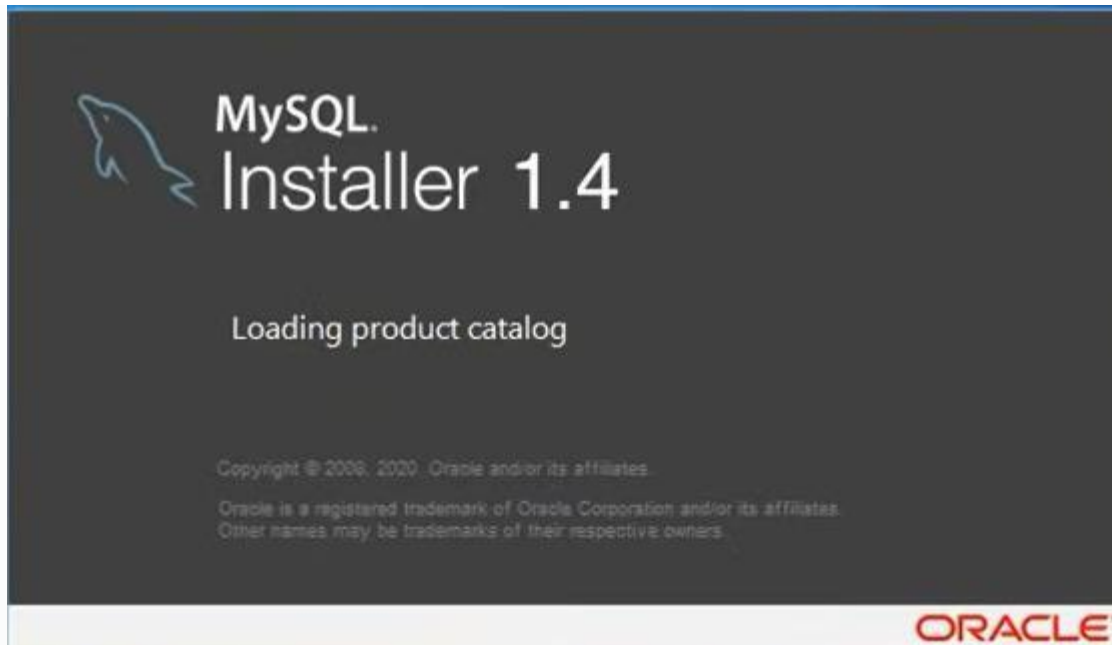 MySQL.
Installer 1.4
Loading product catalog
Copyright © 2008, 2020. Oracle and/or its affiliates.
Oracle is a registered trademark of Oracle Corporation and/or its affiliates.
Other names may be trademarks of their respective owners.
ORACLE